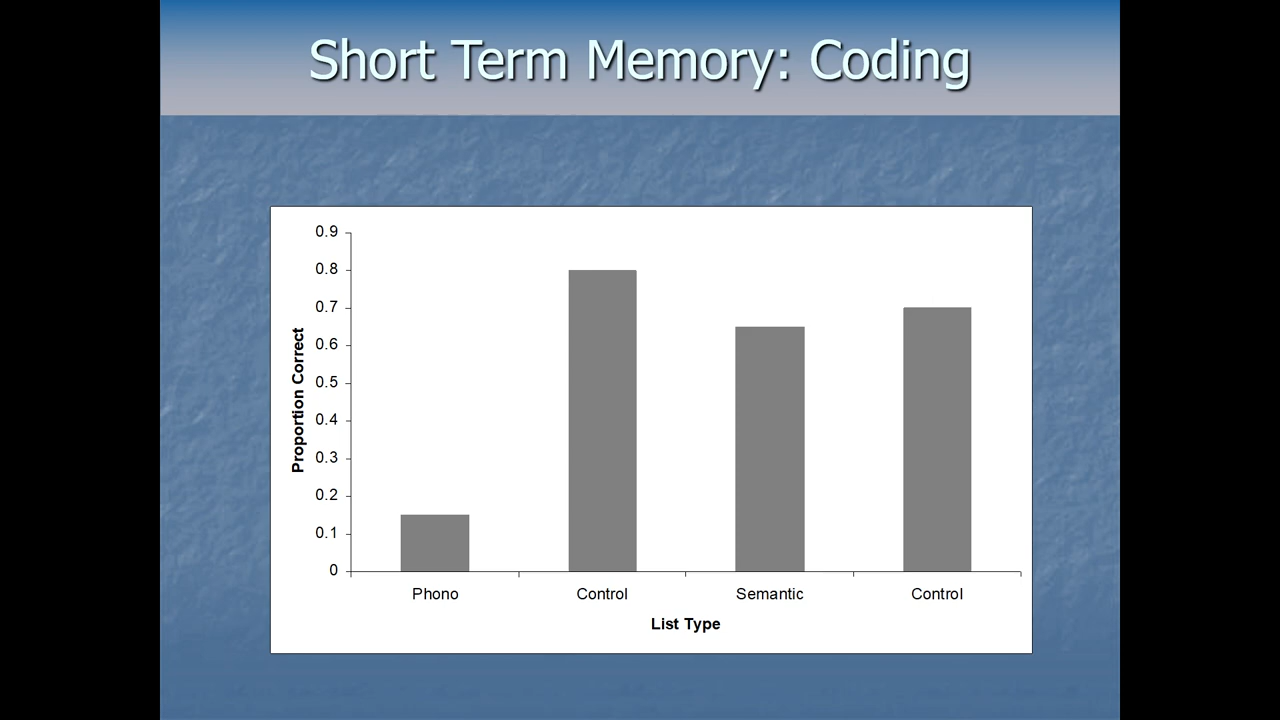 Short Term Memory: Coding
0.9
0.8
0.7
0.6
0.5
0.4
0.3
0.2
0.1
0
Proportion Correct
Phono Control Semantic Control
List Type